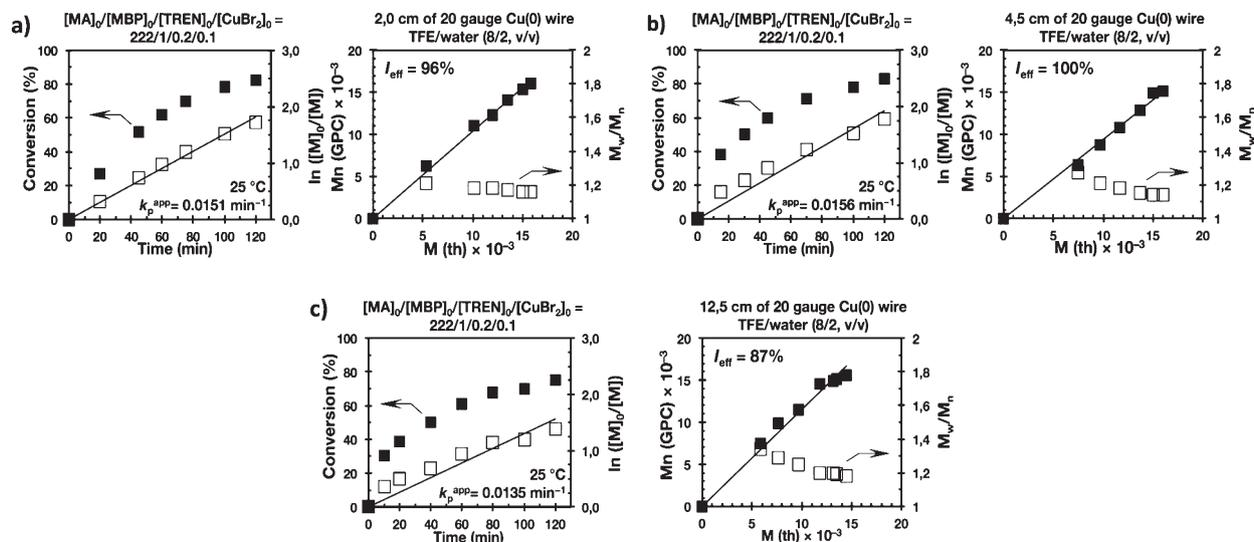 a)
[MA]₀/[MBP]₀/[TREN]₀/[CuBr₂]₀ =
222/1/0.2/0.1
2,0 cm of 20 gauge Cu(0) wire
TFE/water (8/2, v/v)
Conversion (%)
100
80
60
40
20
0
3,0
2,0
1,0
0,0
ln ([M]₀/[M])
25 °C
kₚᵃᵖᵖ = 0.0151 min⁻¹
0 20 40 60 80 100 120
Time (min)
Mn (GPC) × 10⁻³
20
15
10
5
0
I_eff = 96%
2
1,8
1,6
1,4
1,2
1
M_w/M_n
0 5 10 15 20
M (th) × 10⁻³
b)
[MA]₀/[MBP]₀/[TREN]₀/[CuBr₂]₀ =
222/1/0.2/0.1
4,5 cm of 20 gauge Cu(0) wire
TFE/water (8/2, v/v)
Conversion (%)
100
80
60
40
20
0
3,0
2,0
1,0
0,0
ln ([M]₀/[M])
25 °C
kₚᵃᵖᵖ = 0.0156 min⁻¹
0 20 40 60 80 100 120
Time (min)
Mn (GPC) × 10⁻³
20
15
10
5
0
I_eff = 100%
2
1,8
1,6
1,4
1,2
1
M_w/M_n
0 5 10 15 20
M (th) × 10⁻³
c)
[MA]₀/[MBP]₀/[TREN]₀/[CuBr₂]₀ =
222/1/0.2/0.1
12,5 cm of 20 gauge Cu(0) wire
TFE/water (8/2, v/v)
Conversion (%)
100
80
60
40
20
0
3,0
2,0
1,0
0,0
ln ([M]₀/[M])
25 °C
kₚᵃᵖᵖ = 0.0135 min⁻¹
0 20 40 60 80 100 120
Time (min)
Mn (GPC) × 10⁻³
20
15
10
5
0
I_eff = 87%
2
1,8
1,6
1,4
1,2
1
M_w/M_n
0 5 10 15 20
M (th) × 10⁻³